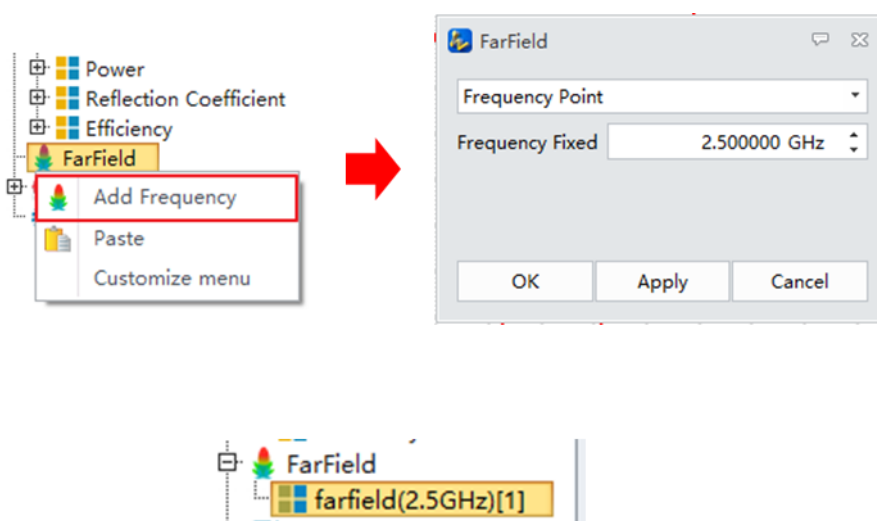 Power
Reflection Coefficient
Efficiency
FarField
Add Frequency
Paste
Customize menu
FarField
Frequency Point
Frequency Fixed 2.500000 GHz
OK Apply Cancel
FarField
farfield(2.5GHz)[1]